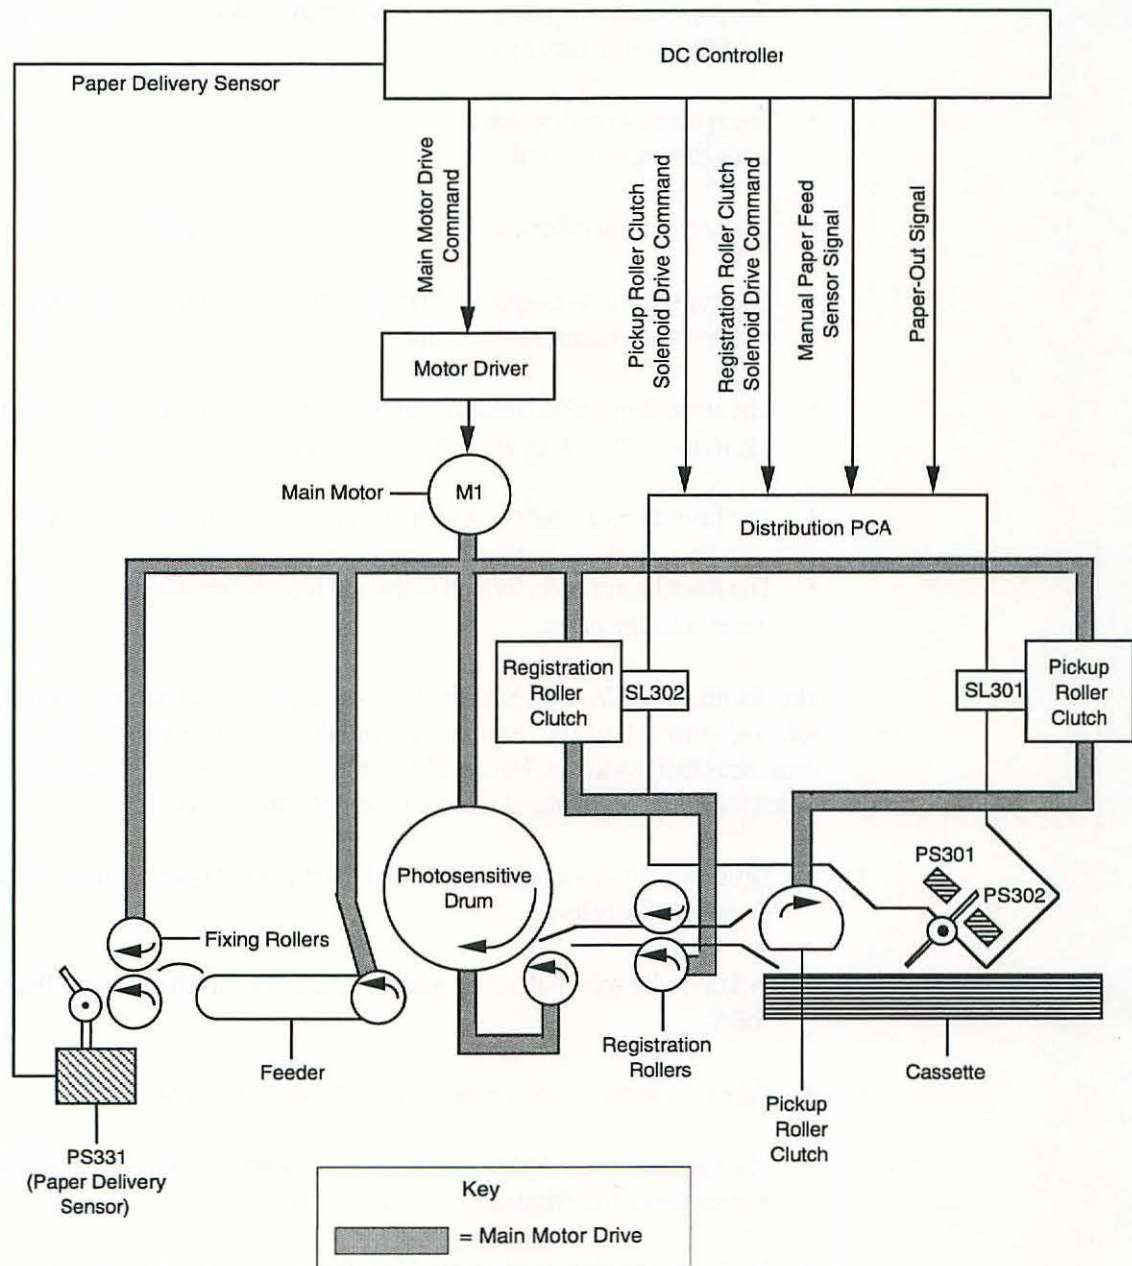 DC Controller
Paper Delivery Sensor
Main Motor Drive
Command
Pickup Roller Clutch
Solenoid Drive Command
Registration Roller Clutch
Solenoid Drive Command
Manual Paper Feed
Sensor Signal
Paper-Out Signal
Motor Driver
Main Motor
M1
Distribution PCA
Registration
Roller
Clutch
SL302
SL301
Pickup
Roller
Clutch
Photosensitive
Drum
PS301
PS302
Fixing Rollers
Feeder
Registration
Rollers
Cassette
Pickup
Roller
Clutch
PS331
(Paper Delivery
Sensor)
Key
= Main Motor Drive